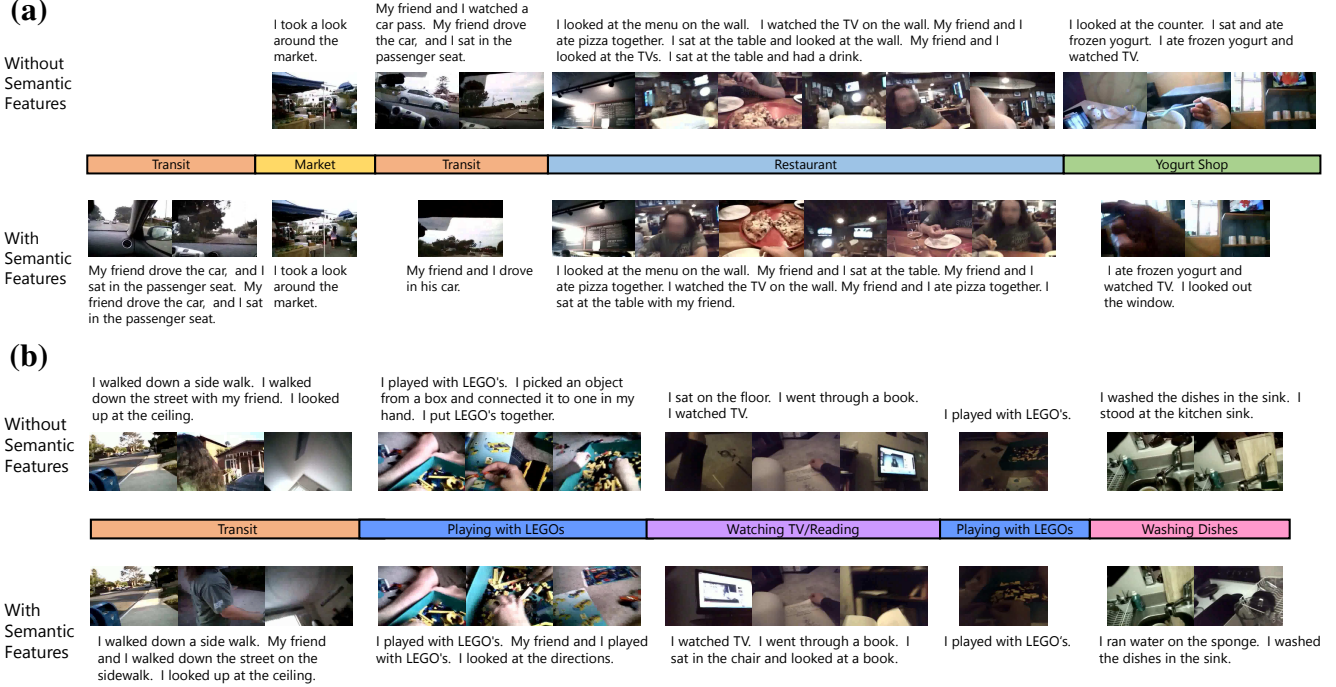 (a)
Without
Semantic
Features
I took a look
around the
market.
My friend and I watched a
car pass. My friend drove
the car, and I sat in the
passenger seat.
I looked at the menu on the wall. I watched the TV on the wall. My friend and I
ate pizza together. I sat at the table and looked at the wall. My friend and I
looked at the TVs. I sat at the table and had a drink.
I looked at the counter. I sat and ate
frozen yogurt. I ate frozen yogurt and
watched TV.
Transit
Market
Transit
Restaurant
Yogurt Shop
With
Semantic
Features
My friend drove the car, and I
sat in the passenger seat. My
friend drove the car, and I sat
in the passenger seat.
I took a look
around the
market.
My friend and I drove
in his car.
I looked at the menu on the wall. My friend and I sat at the table. My friend and I
ate pizza together. I watched the TV on the wall. My friend and I ate pizza together. I
sat at the table with my friend.
I ate frozen yogurt and
watched TV. I looked out
the window.
(b)
Without
Semantic
Features
I walked down a side walk. I walked
down the street with my friend. I looked
up at the ceiling.
I played with LEGO's. I picked an object
from a box and connected it to one in my
hand. I put LEGO's together.
I sat on the floor. I went through a book.
I watched TV.
I played with LEGO's.
I washed the dishes in the sink. I
stood at the kitchen sink.
Transit
Playing with LEGOs
Watching TV/Reading
Playing with LEGOs
Washing Dishes
With
Semantic
Features
I walked down a side walk. My friend
and I walked down the street on the
sidewalk. I looked up at the ceiling.
I played with LEGO's. My friend and I played
with LEGO's. I looked at the directions.
I watched TV. I went through a book. I
sat in the chair and looked at a book.
I played with LEGO's.
I ran water on the sponge. I washed
the dishes in the sink.